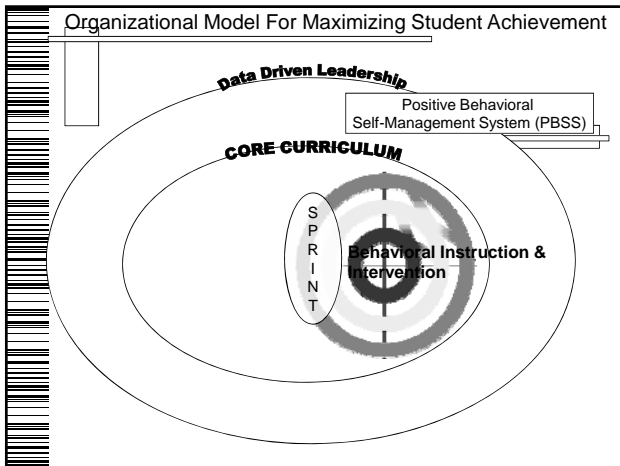 Organizational Model For Maximizing Student Achievement
Data Driven Leadership
Positive Behavioral
Self-Management System (PBSS)
CORE CURRICULUM
SPRINT
Behavioral Instruction &
Intervention